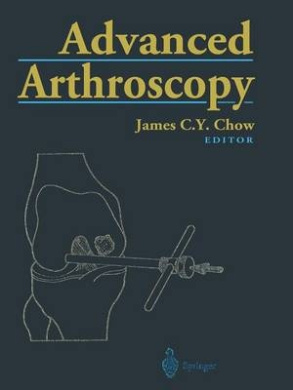 Advanced
Arthroscopy
James C.Y. Chow
EDITOR
Springer